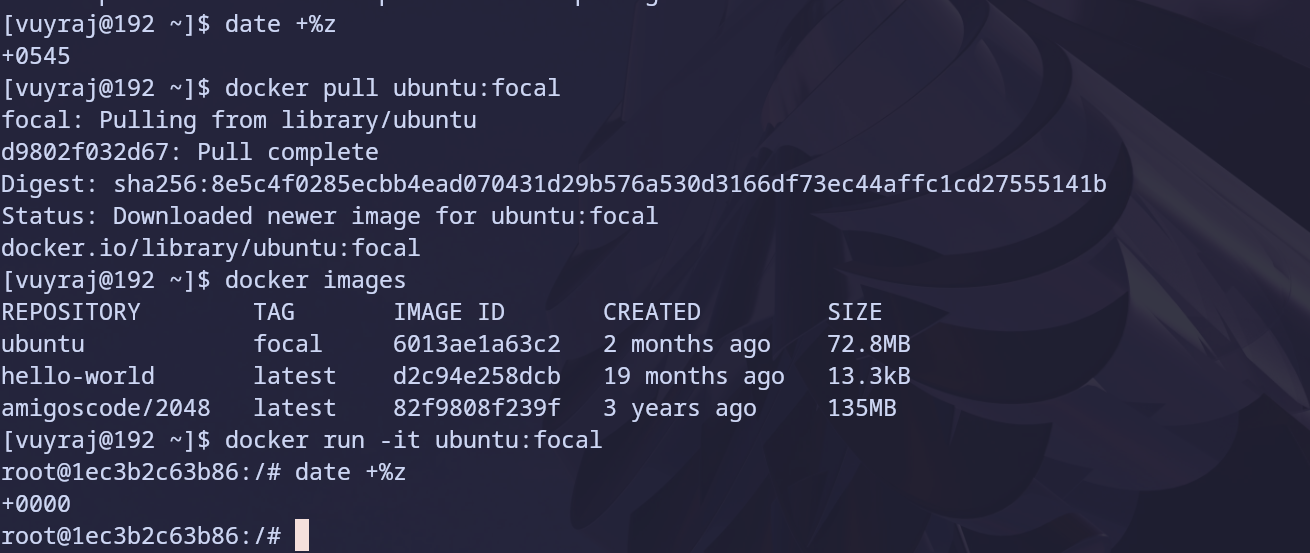 [vuyraj@192 ~]$ date +%z
+0545
[vuyraj@192 ~]$ docker pull ubuntu:focal
focal: Pulling from library/ubuntu
d9802f032d67: Pull complete
Digest: sha256:8e5c4f0285ecbb4ead070431d29b576a530d3166df73ec44affc1cd27555141b
Status: Downloaded newer image for ubuntu:focal
docker.io/library/ubuntu:focal
[vuyraj@192 ~]$ docker images
REPOSITORY        TAG       IMAGE ID       CREATED         SIZE
ubuntu            focal     6013ae1a63c2   2 months ago    72.8MB
hello-world       latest    d2c94e258dcb   19 months ago   13.3kB
amigoscode/2048   latest    82f9808f239f   3 years ago     135MB
[vuyraj@192 ~]$ docker run -it ubuntu:focal
root@1ec3b2c63b86:/# date +%z
+0000
root@1ec3b2c63b86:/#